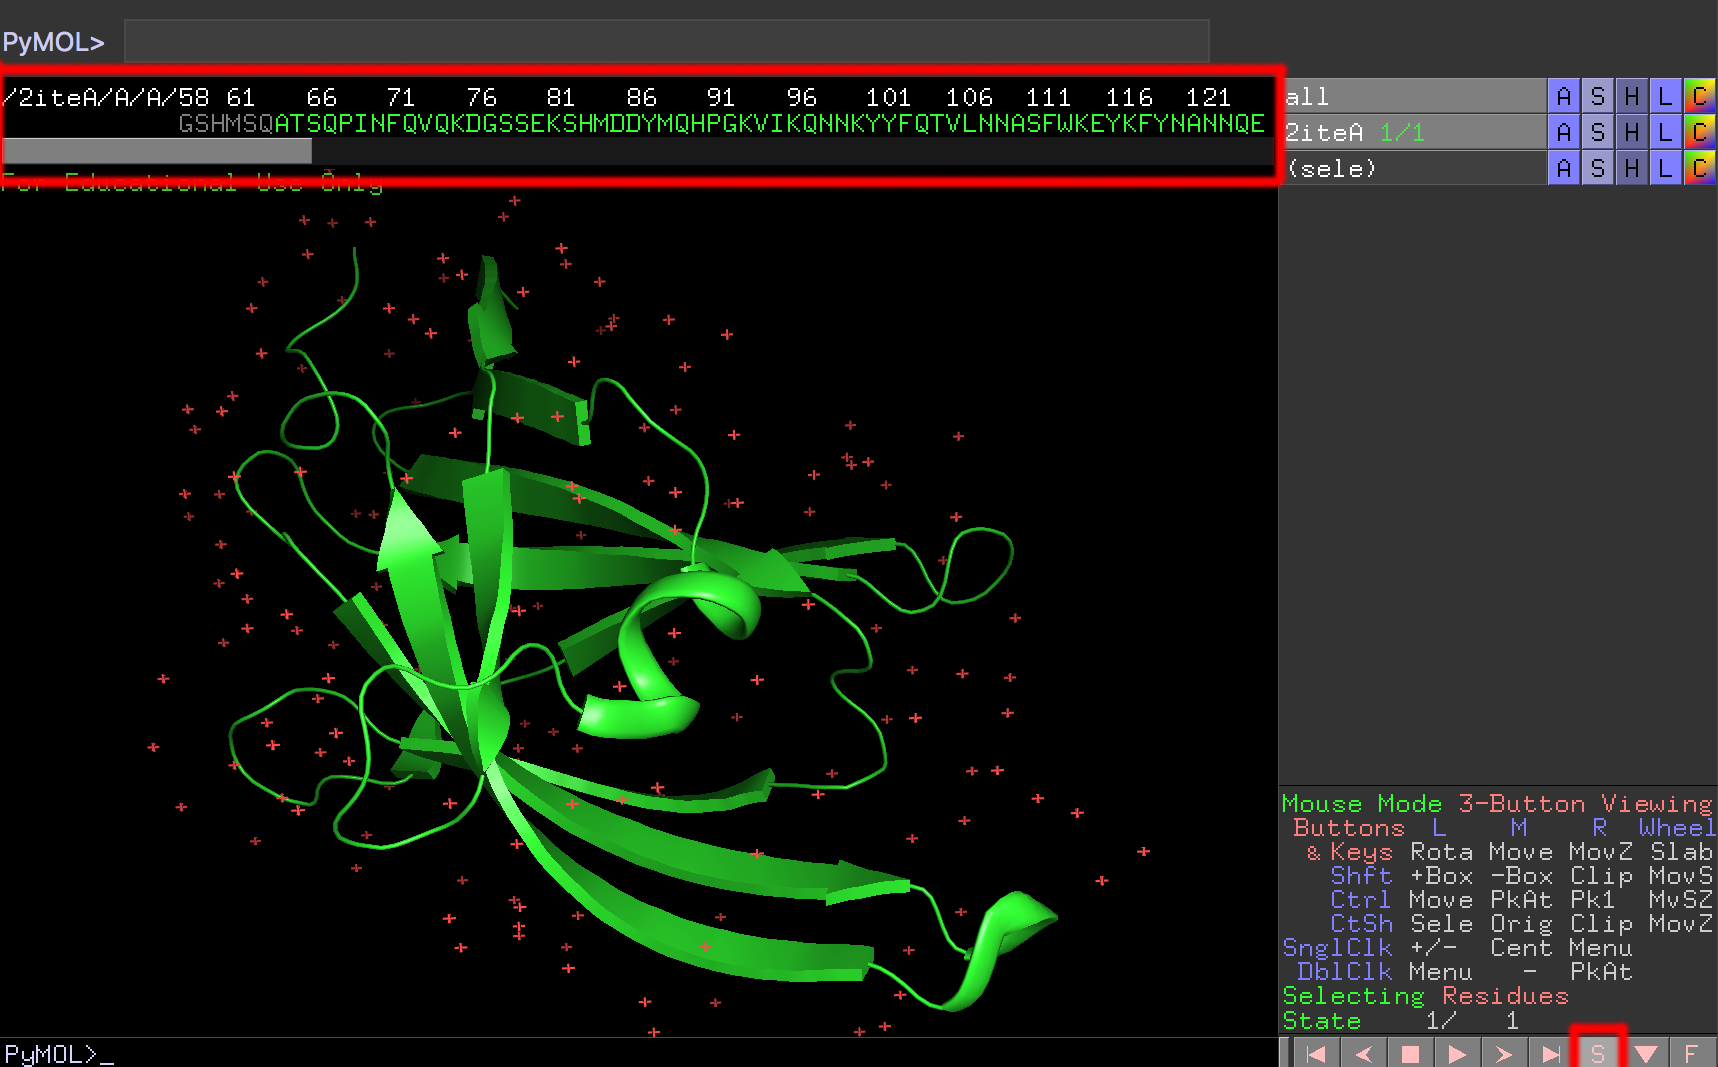 PyMOL>
/2iteA/A/A/58 61 66 71 76 81 86 91 96 101 106 111 116 121
GSHMSQATSQPINFQVQKDGSSEKSHMDDYMQHPGKVIKQNNKYYFQTVLNNASFWKEYKFYNANNQE
For Educational Use Only
all A S H L C
2iteA 1/1 A S H L C
(sele) A S H L C
Mouse Mode 3-Button Viewing
Buttons L M R Wheel
& Keys Rota Move MovZ Slab
Shft +Box -Box Clip MovS
Ctrl Move PkAt Pk1 MvSZ
CtSh Sele Orig Clip MovZ
SnglClk +/- Cent Menu
DblClk Menu - PkAt
Selecting Residues
State 1/ 1
PyMOL>_
S F